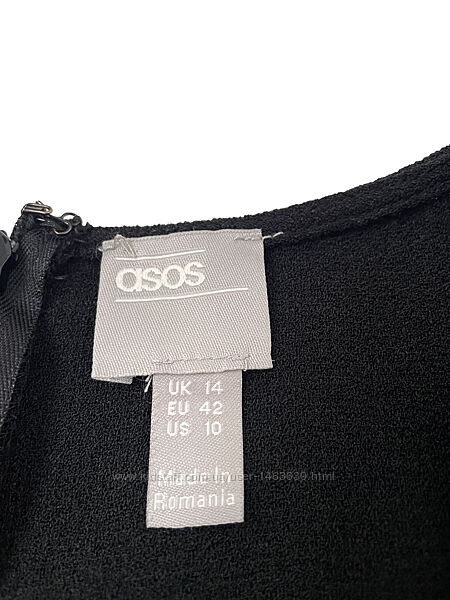 asos
UK 14
EU 42
US 10
Made In
Romania